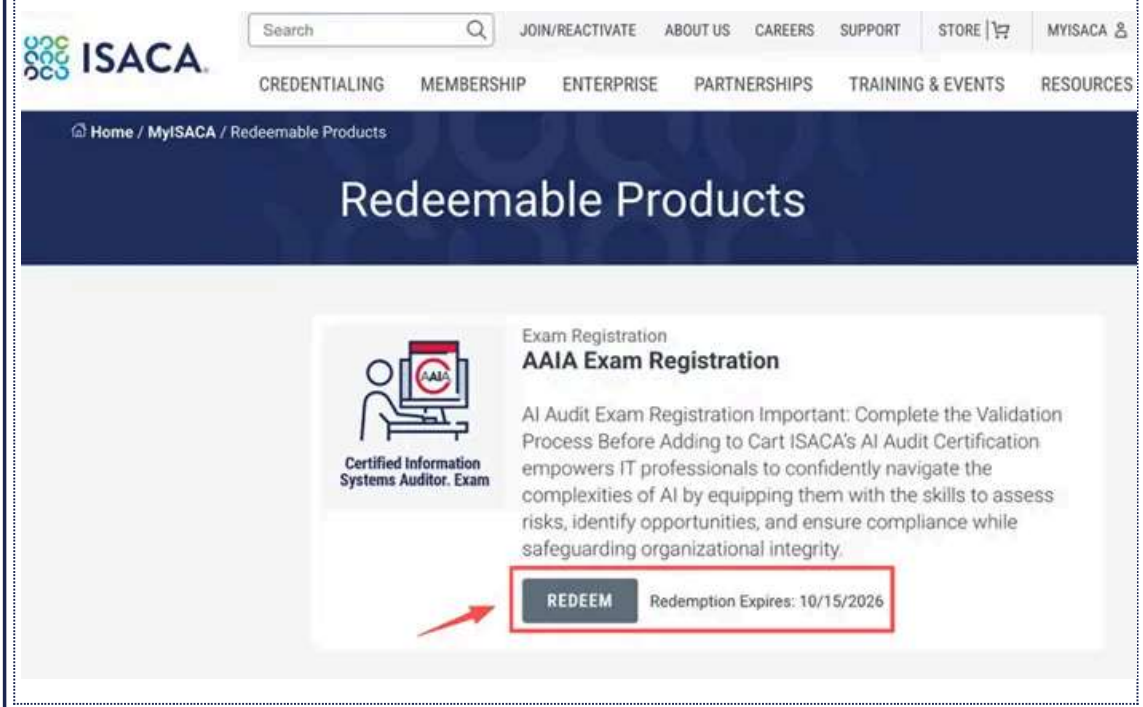 Search
JOIN/REACTIVATE ABOUT US CAREERS SUPPORT STORE MYISACA
ISACA.
CREDENTIALING MEMBERSHIP ENTERPRISE PARTNERSHIPS TRAINING & EVENTS RESOURCES
Home / MyISACA / Redeemable Products
Redeemable Products
AAIA
Certified Information
Systems Auditor. Exam
Exam Registration
AAIA Exam Registration
AI Audit Exam Registration Important: Complete the Validation
Process Before Adding to Cart ISACA's AI Audit Certification
empowers IT professionals to confidently navigate the
complexities of AI by equipping them with the skills to assess
risks, identify opportunities, and ensure compliance while
safeguarding organizational integrity.
REDEEM Redemption Expires: 10/15/2026